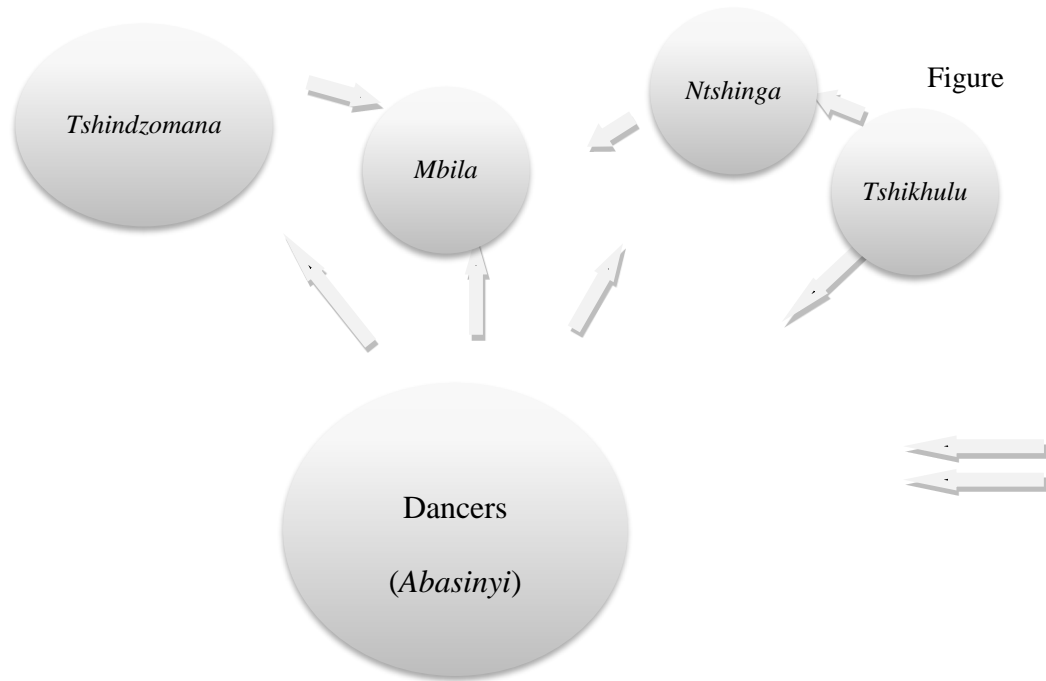 Tshindzomana
Mbila
Ntshinga
Figure
Tshikhulu
Dancers
(Abasinyi)